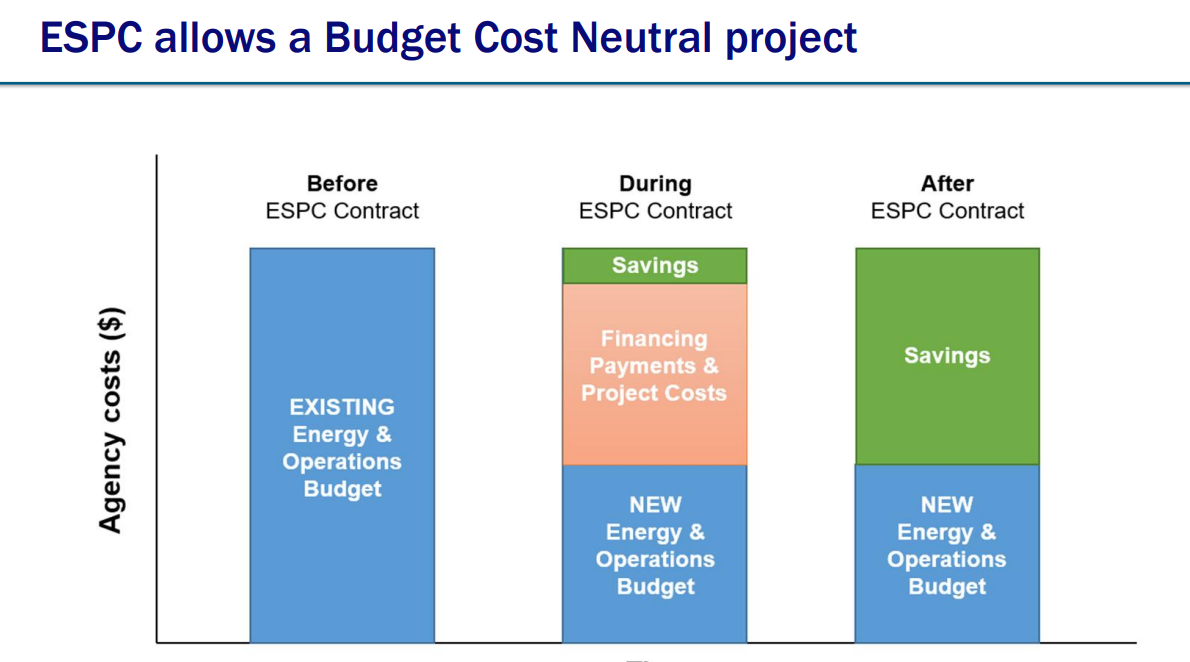 ESPC allows a Budget Cost Neutral project
Before
ESPC Contract
During
ESPC Contract
After
ESPC Contract
Agency costs ($)
EXISTING
Energy &
Operations
Budget
Savings
Financing
Payments &
Project Costs
NEW
Energy &
Operations
Budget
Savings
NEW
Energy &
Operations
Budget